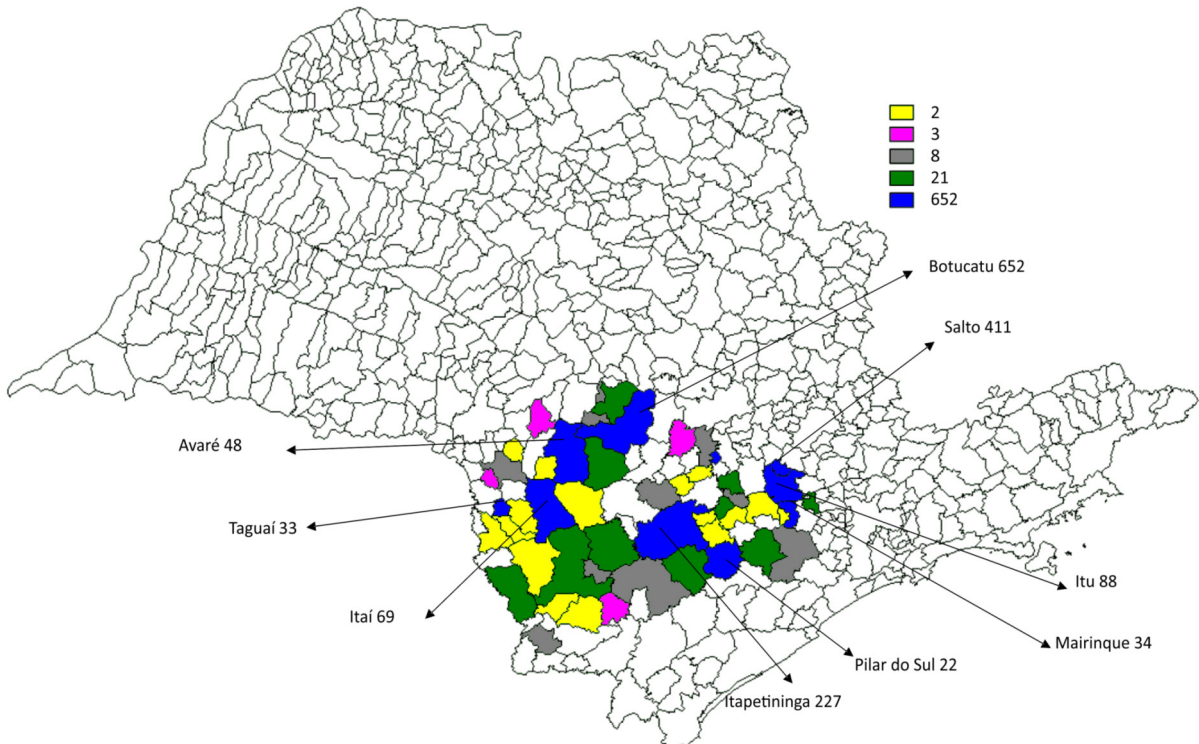 2
3
8
21
652
Botucatu 652
Salto 411
Avaré 48
Taguaí 33
Itu 88
Itaí 69
Mairinque 34
Pilar do Sul 22
Itapetininga 227